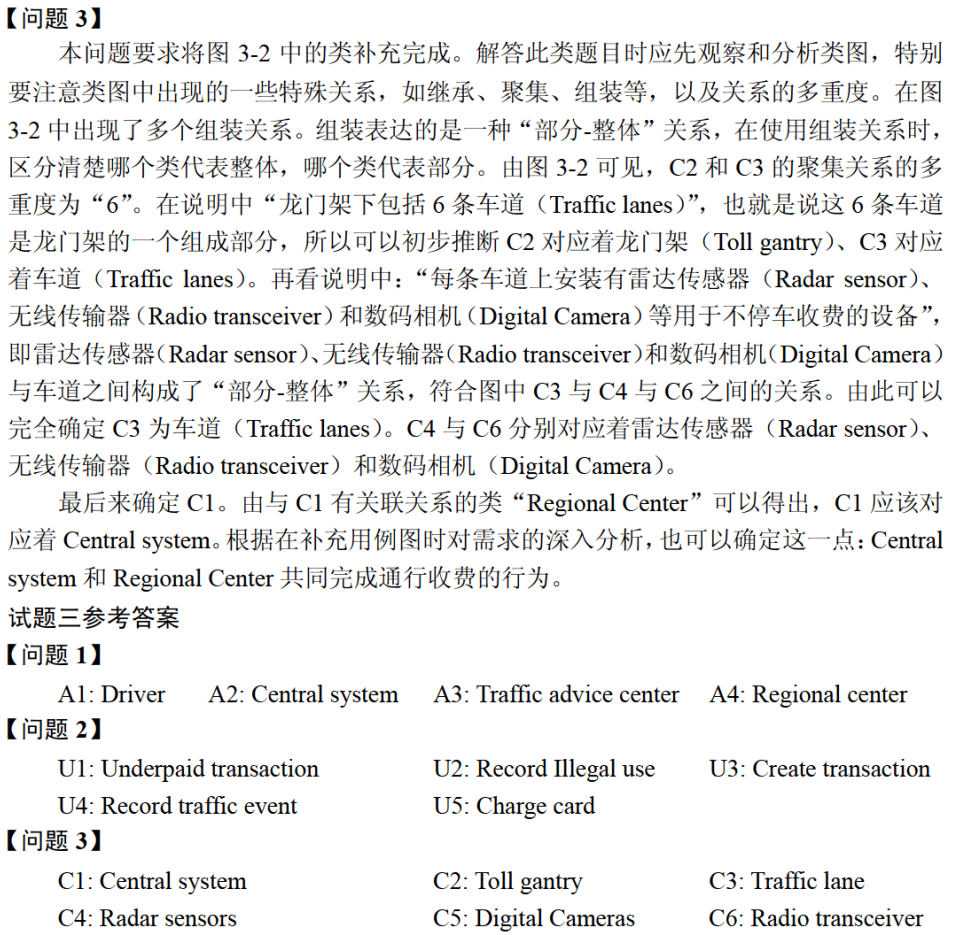 【问题 3】
本问题要求将图 3-2 中的类补充完成。解答此类题目时应先观察和分析类图，特别
要注意类图中出现的一些特殊关系，如继承、聚集、组装等，以及关系的多重度。在图
3-2 中出现了多个组装关系。组装表达的是一种“部分-整体”关系，在使用组装关系时，
区分清楚哪个类代表整体，哪个类代表部分。由图 3-2 可见，C2 和 C3 的聚集关系的多
重度为“6”。在说明中“龙门架下包括 6 条车道（Traffic lanes）”，也就是说这 6 条车道
是龙门架的一个组成部分，所以可以初步推断 C2 对应着龙门架（Toll gantry）、C3 对应
着车道（Traffic lanes）。再看说明中：“每条车道上安装有雷达传感器（Radar sensor）、
无线传输器（Radio transceiver）和数码相机（Digital Camera）等用于不停车收费的设备”，
即雷达传感器（Radar sensor）、无线传输器（Radio transceiver）和数码相机（Digital Camera）
与车道之间构成了“部分-整体”关系，符合图中 C3 与 C4 与 C6 之间的关系。由此可以
完全确定 C3 为车道（Traffic lanes）。C4 与 C6 分别对应着雷达传感器（Radar sensor）、
无线传输器（Radio transceiver）和数码相机（Digital Camera）。
最后来确定 C1。由与 C1 有关联关系的类“Regional Center”可以得出，C1 应该对
应着 Central system。根据在补充用例图时对需求的深入分析，也可以确定这一点：Central
system 和 Regional Center 共同完成通行收费的行为。
试题三参考答案
【问题 1】
A1: Driver A2: Central system A3: Traffic advice center A4: Regional center
【问题 2】
U1: Underpaid transaction U2: Record Illegal use U3: Create transaction
U4: Record traffic event U5: Charge card
【问题 3】
C1: Central system C2: Toll gantry C3: Traffic lane
C4: Radar sensors C5: Digital Cameras C6: Radio transceiver